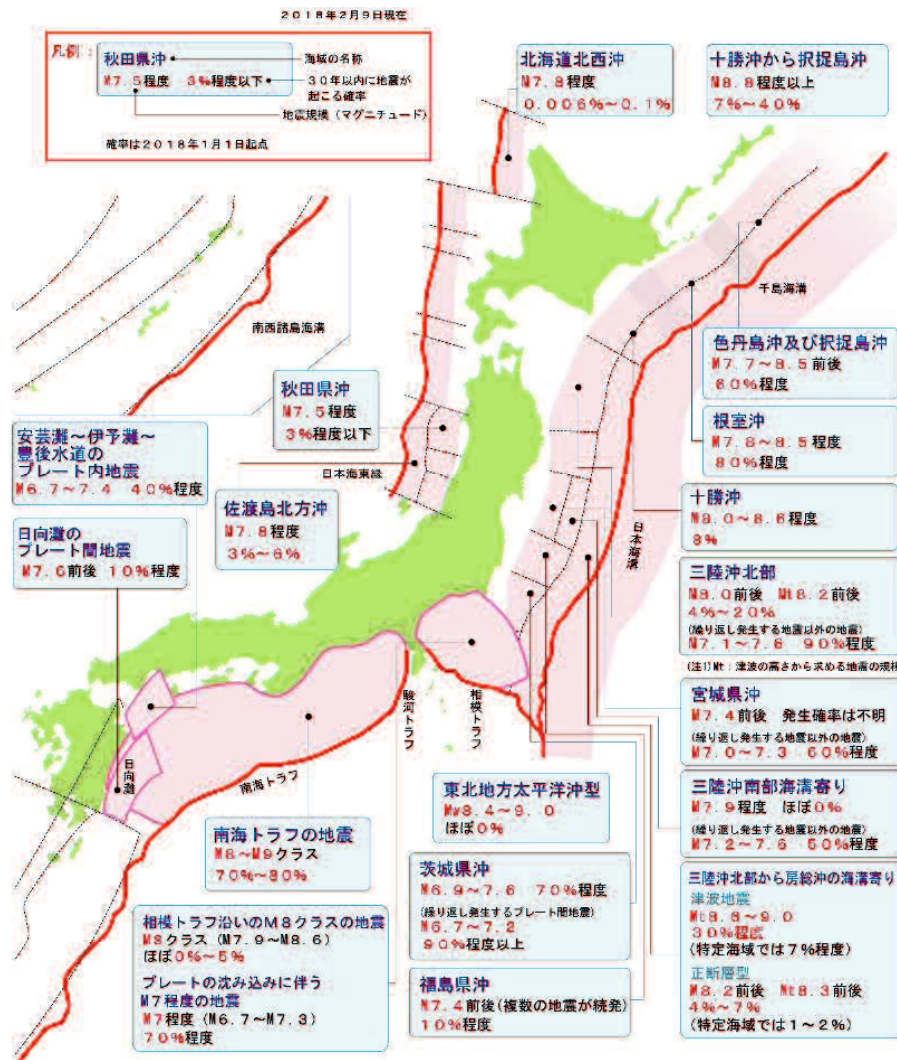 2018年2月9日現在
凡例：
秋田県沖
海域の名称
M7.5程度 3%程度以下
30年以内に地震が
起こる確率
地震規模（マグニチュード）
確率は2018年1月1日起点
北海道北西沖
M7.8程度
0.006%～0.1%
十勝沖から択捉島沖
M8.8程度以上
7%～40%
千島海溝
南西諸島海溝
色丹島沖及び択捉島沖
M7.7～8.5前後
60%程度
秋田県沖
M7.5程度
3%程度以下
根室沖
M7.8～8.5程度
80%程度
安芸灘～伊予灘～
豊後水道の
プレート内地震
M6.7～7.4 40%程度
日本海東縁
佐渡島北方沖
M7.8程度
3%～6%
十勝沖
M8.0～8.6程度
8%
日本海溝
日向灘の
プレート間地震
M7.6前後 10%程度
三陸沖北部
M8.0前後 Mt8.2前後
4%～20%
(繰り返し発生する地震以外の地震)
M7.1～7.6 90%程度
(注1)Mt：津波の高さから求める地震の規模
宮城県沖
M7.4前後 発生確率は不明
(繰り返し発生する地震以外の地震)
M7.0～7.3 60%程度
駿河トラフ
相模トラフ
日向灘
南海トラフ
三陸沖南部海溝寄り
M7.9程度 ほぼ0%
(繰り返し発生する地震以外の地震)
M7.2～7.6 50%程度
東北地方太平洋沖型
Mw8.4～9.0
ほぼ0%
南海トラフの地震
M8～M9クラス
70%～80%
茨城県沖
M6.9～7.6 70%程度
(繰り返し発生するプレート間地震)
M6.7～7.2
90%程度以上
三陸沖北部から房総沖の海溝寄り
津波地震
Mt8.6～9.0
30%程度
(特定海域では7%程度)
正断層型
M8.2前後 Mt8.3前後
4%～7%
(特定海域では1～2%)
相模トラフ沿いのM8クラスの地震
M8クラス（M7.9～M8.6）
ほぼ0%～5%
プレートの沈み込みに伴う
M7程度の地震
M7程度（M6.7～M7.3）
70%程度
福島県沖
M7.4前後(複数の地震が続発)
10%程度